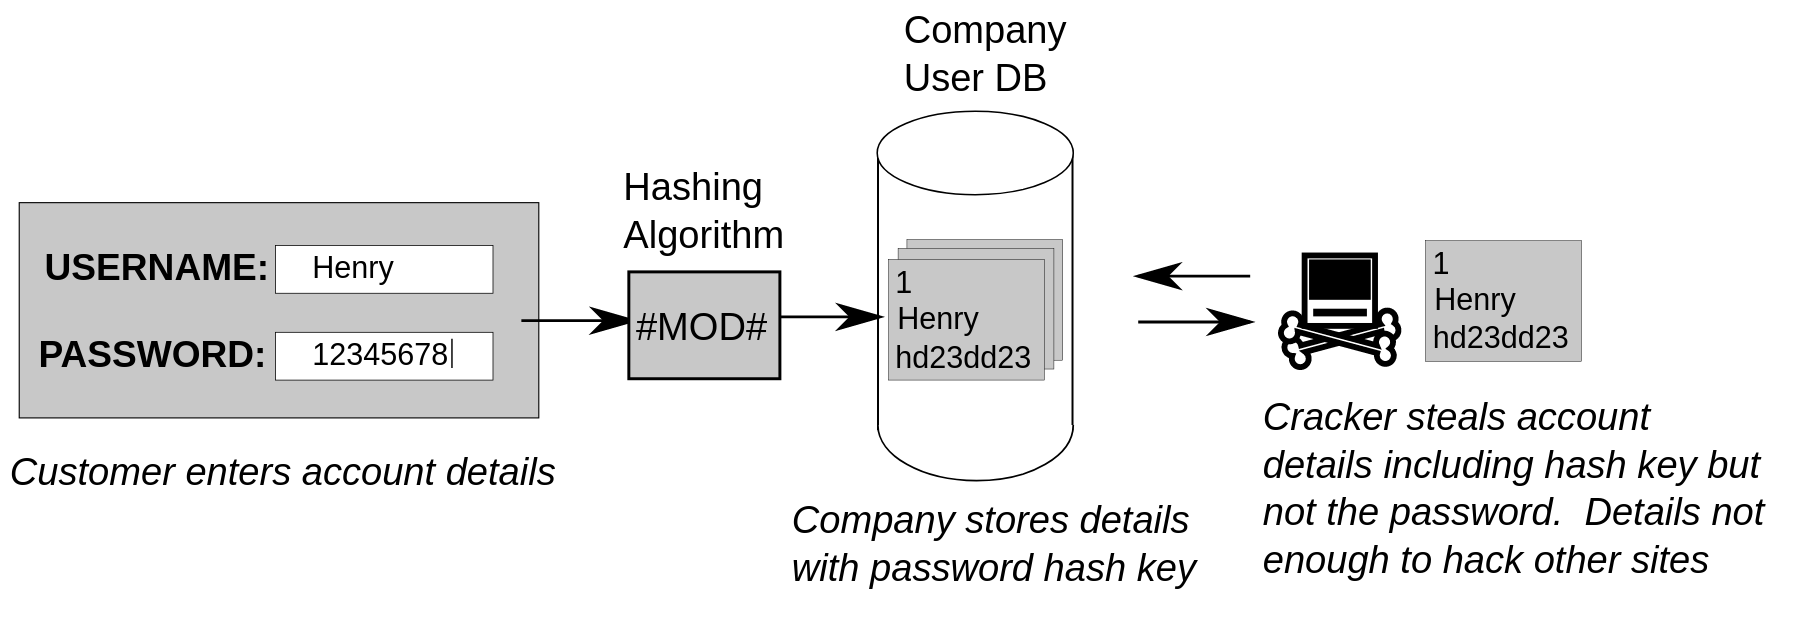 Company
User DB
Hashing
Algorithm
USERNAME: Henry
PASSWORD: 12345678
#MOD#
1
Henry
hd23dd23
1
Henry
hd23dd23
Customer enters account details
Company stores details
with password hash key
Cracker steals account
details including hash key but
not the password.  Details not
enough to hack other sites